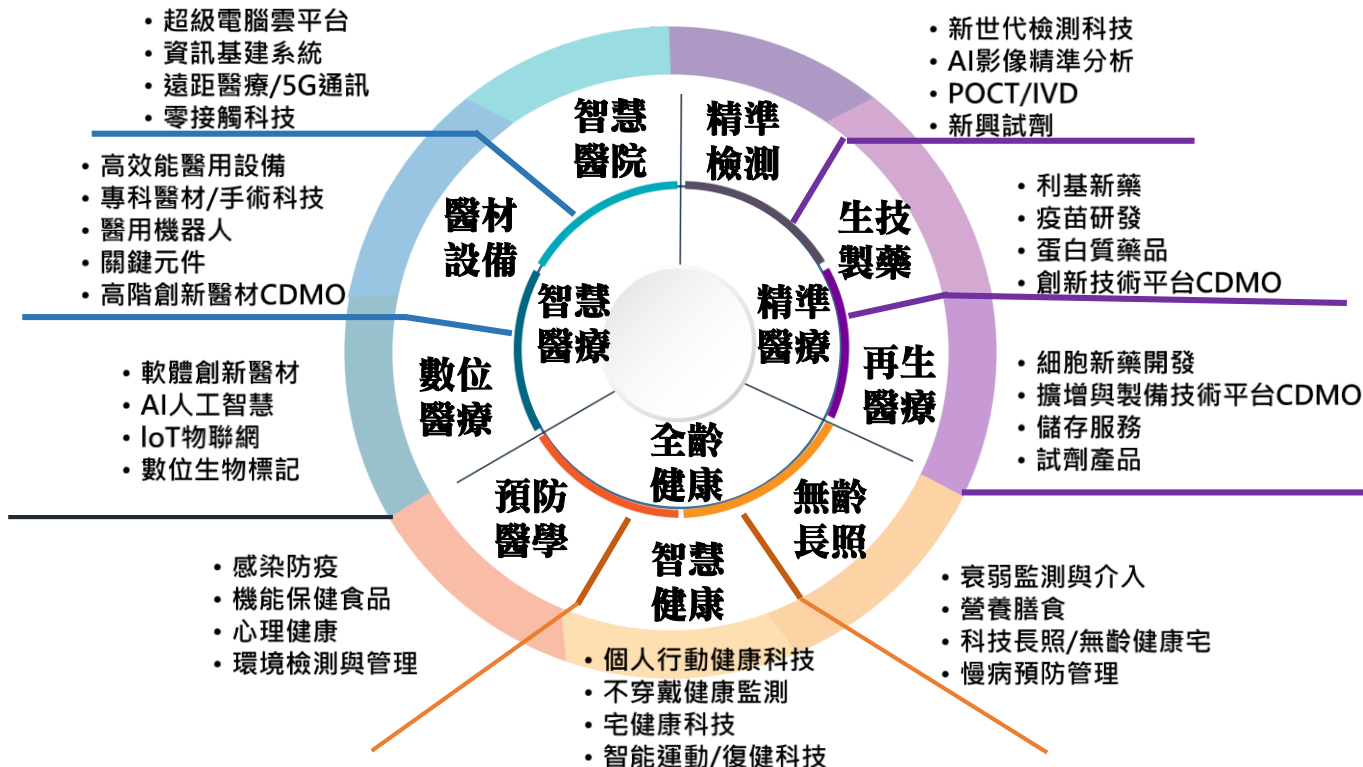 • 超級電腦雲平台
• 資訊基建系統
• 遠距醫療/5G通訊
• 零接觸科技
• 新世代檢測科技
• AI影像精準分析
• POCT/IVD
• 新興試劑
智慧
醫院
精準
檢測
• 高效能醫用設備
• 專科醫材/手術科技
• 醫用機器人
• 關鍵元件
• 高階創新醫材CDMO
醫材
設備
生技
製藥
• 利基新藥
• 疫苗研發
• 蛋白質藥品
• 創新技術平台CDMO
智慧
醫療
精準
醫療
• 軟體創新醫材
• AI人工智慧
• IoT物聯網
• 數位生物標記
數位
醫療
再生
醫療
• 細胞新藥開發
• 擴增與製備技術平台CDMO
• 儲存服務
• 試劑產品
全齡
健康
預防
醫學
智慧
健康
無齡
長照
• 感染防疫
• 機能保健食品
• 心理健康
• 環境檢測與管理
• 個人行動健康科技
• 不穿戴健康監測
• 宅健康科技
• 智能運動/復健科技
• 衰弱監測與介入
• 營養膳食
• 科技長照/無齡健康宅
• 慢病預防管理